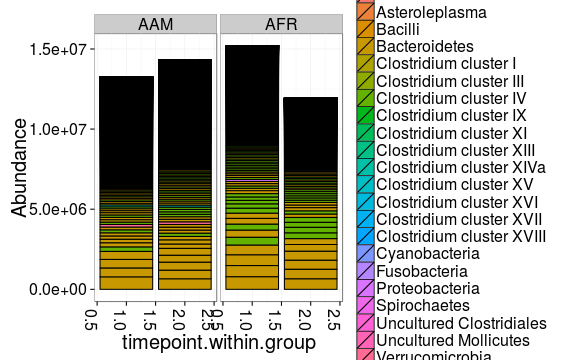 AAM
AFR
1.5e+07
1.0e+07
5.0e+06
0.0e+00
Abundance
0.5
1.0
1.5
2.0
2.5
0.5
1.0
1.5
2.0
2.5
timepoint.within.group
Asteroleplasma
Bacilli
Bacteroidetes
Clostridium cluster I
Clostridium cluster III
Clostridium cluster IV
Clostridium cluster IX
Clostridium cluster XI
Clostridium cluster XIII
Clostridium cluster XIVa
Clostridium cluster XV
Clostridium cluster XVI
Clostridium cluster XVII
Clostridium cluster XVIII
Cyanobacteria
Fusobacteria
Proteobacteria
Spirochaetes
Uncultured Clostridiales
Uncultured Mollicutes
Verrucomicrobia